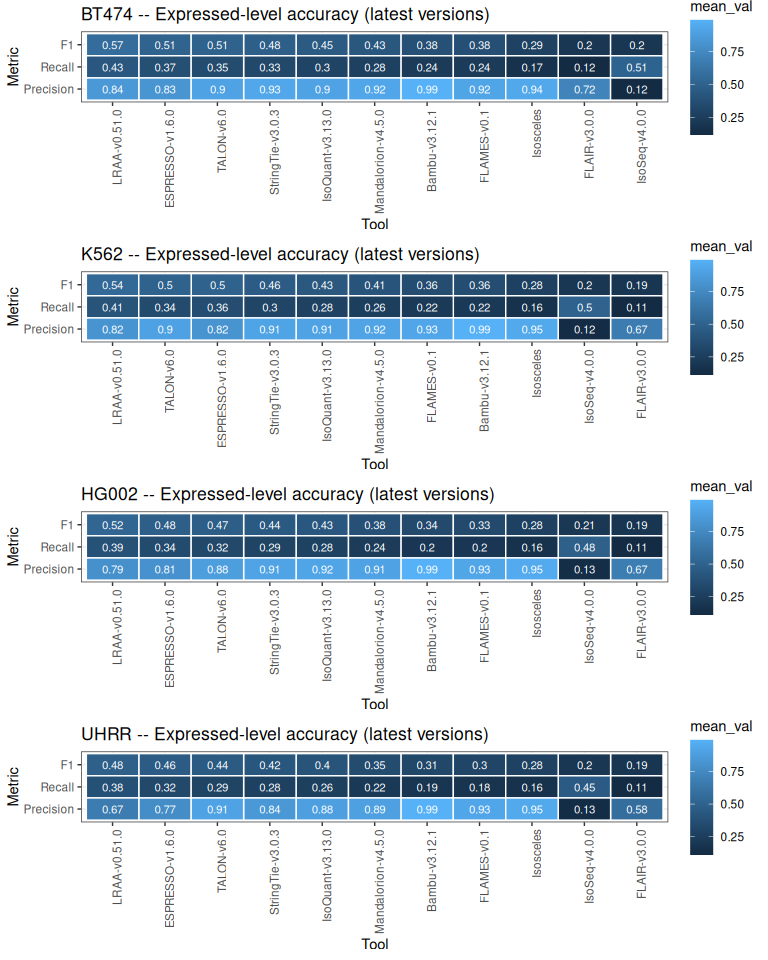 BT474 -- Expressed-level accuracy (latest versions)
Metric
F1 0.57 0.51 0.51 0.48 0.45 0.43 0.38 0.38 0.29 0.2 0.2
Recall 0.43 0.37 0.35 0.33 0.3 0.28 0.24 0.24 0.17 0.12 0.51
Precision 0.84 0.83 0.9 0.93 0.9 0.92 0.99 0.92 0.94 0.72 0.12
LRAA-v0.51.0 ESPRESSO-v1.6.0 TALON-v6.0 StringTie-v3.0.3 IsoQuant-v3.13.0 Mandalorion-v4.5.0 Bambu-v3.12.1 FLAMES-v0.1 Isosceles FLAIR-v3.0.0 IsoSeq-v4.0.0
Tool
mean_val
0.75
0.50
0.25
K562 -- Expressed-level accuracy (latest versions)
Metric
F1 0.54 0.5 0.5 0.46 0.43 0.41 0.36 0.36 0.28 0.2 0.19
Recall 0.41 0.34 0.36 0.3 0.28 0.26 0.22 0.22 0.16 0.5 0.11
Precision 0.82 0.9 0.82 0.91 0.91 0.92 0.93 0.99 0.95 0.12 0.67
LRAA-v0.51.0 TALON-v6.0 ESPRESSO-v1.6.0 StringTie-v3.0.3 IsoQuant-v3.13.0 Mandalorion-v4.5.0 FLAMES-v0.1 Bambu-v3.12.1 Isosceles IsoSeq-v4.0.0 FLAIR-v3.0.0
Tool
mean_val
0.75
0.50
0.25
HG002 -- Expressed-level accuracy (latest versions)
Metric
F1 0.52 0.48 0.47 0.44 0.43 0.38 0.34 0.33 0.28 0.21 0.19
Recall 0.39 0.34 0.32 0.29 0.28 0.24 0.2 0.2 0.16 0.48 0.11
Precision 0.79 0.81 0.88 0.91 0.92 0.91 0.99 0.93 0.95 0.13 0.67
LRAA-v0.51.0 ESPRESSO-v1.6.0 TALON-v6.0 StringTie-v3.0.3 IsoQuant-v3.13.0 Mandalorion-v4.5.0 Bambu-v3.12.1 FLAMES-v0.1 Isosceles IsoSeq-v4.0.0 FLAIR-v3.0.0
Tool
mean_val
0.75
0.50
0.25
UHRR -- Expressed-level accuracy (latest versions)
Metric
F1 0.48 0.46 0.44 0.42 0.4 0.35 0.31 0.3 0.28 0.2 0.19
Recall 0.38 0.32 0.29 0.28 0.26 0.22 0.19 0.18 0.16 0.45 0.11
Precision 0.67 0.77 0.91 0.84 0.88 0.89 0.99 0.93 0.95 0.13 0.58
LRAA-v0.51.0 ESPRESSO-v1.6.0 TALON-v6.0 StringTie-v3.0.3 IsoQuant-v3.13.0 Mandalorion-v4.5.0 Bambu-v3.12.1 FLAMES-v0.1 Isosceles IsoSeq-v4.0.0 FLAIR-v3.0.0
Tool
mean_val
0.75
0.50
0.25